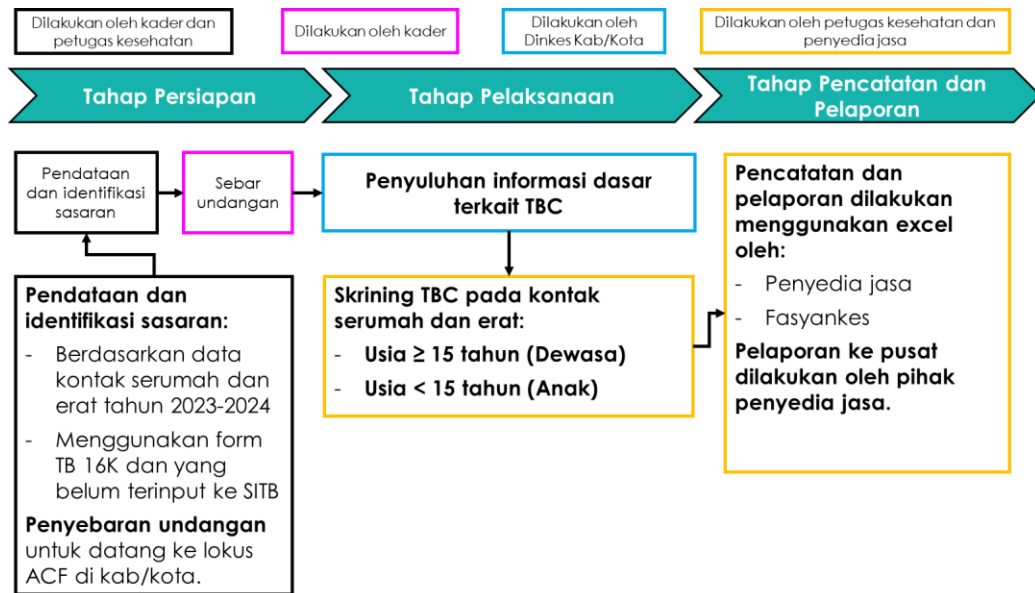 Dilakukan oleh kader dan
petugas kesehatan
Dilakukan oleh kader
Dilakukan oleh
Dinkes Kab/Kota
Dilakukan oleh petugas kesehatan dan
penyedia jasa
Tahap Persiapan
Tahap Pelaksanaan
Tahap Pencatatan dan
Pelaporan
Pendataan
dan identifikasi
sasaran
Sebar
undangan
Penyuluhan informasi dasar
terkait TBC
Pendataan dan
identifikasi sasaran:
- Berdasarkan data
kontak serumah dan
erat tahun 2023-2024
- Menggunakan form
TB 16K dan yang
belum terinput ke SITB
Penyebaran undangan
untuk datang ke lokus
ACF di kab/kota.
Skrining TBC pada kontak
serumah dan erat:
- Usia ≥ 15 tahun (Dewasa)
- Usia < 15 tahun (Anak)
Pencatatan dan
pelaporan dilakukan
menggunakan excel
oleh:
- Penyedia jasa
- Fasyankes
Pelaporan ke pusat
dilakukan oleh pihak
penyedia jasa.